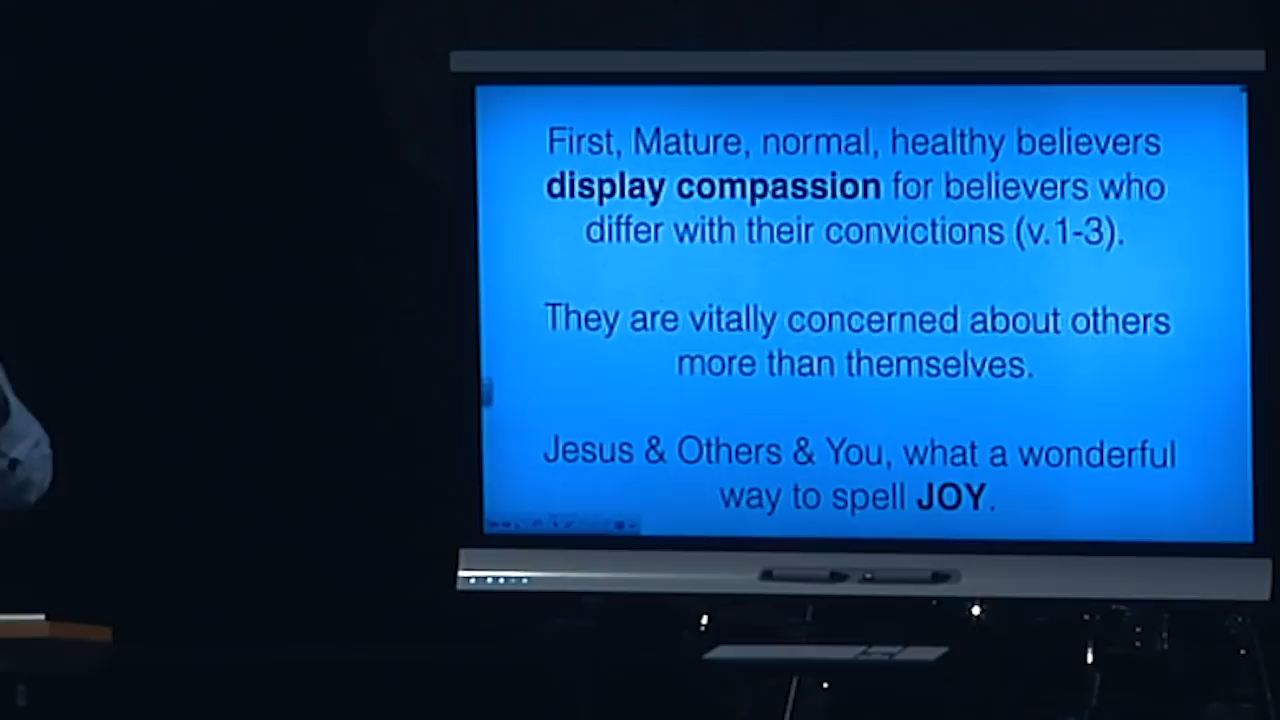 First, Mature, normal, healthy believers
display compassion for believers who
differ with their convictions (v.1-3).
They are vitally concerned about others
more than themselves.
Jesus & Others & You, what a wonderful
way to spell JOY.